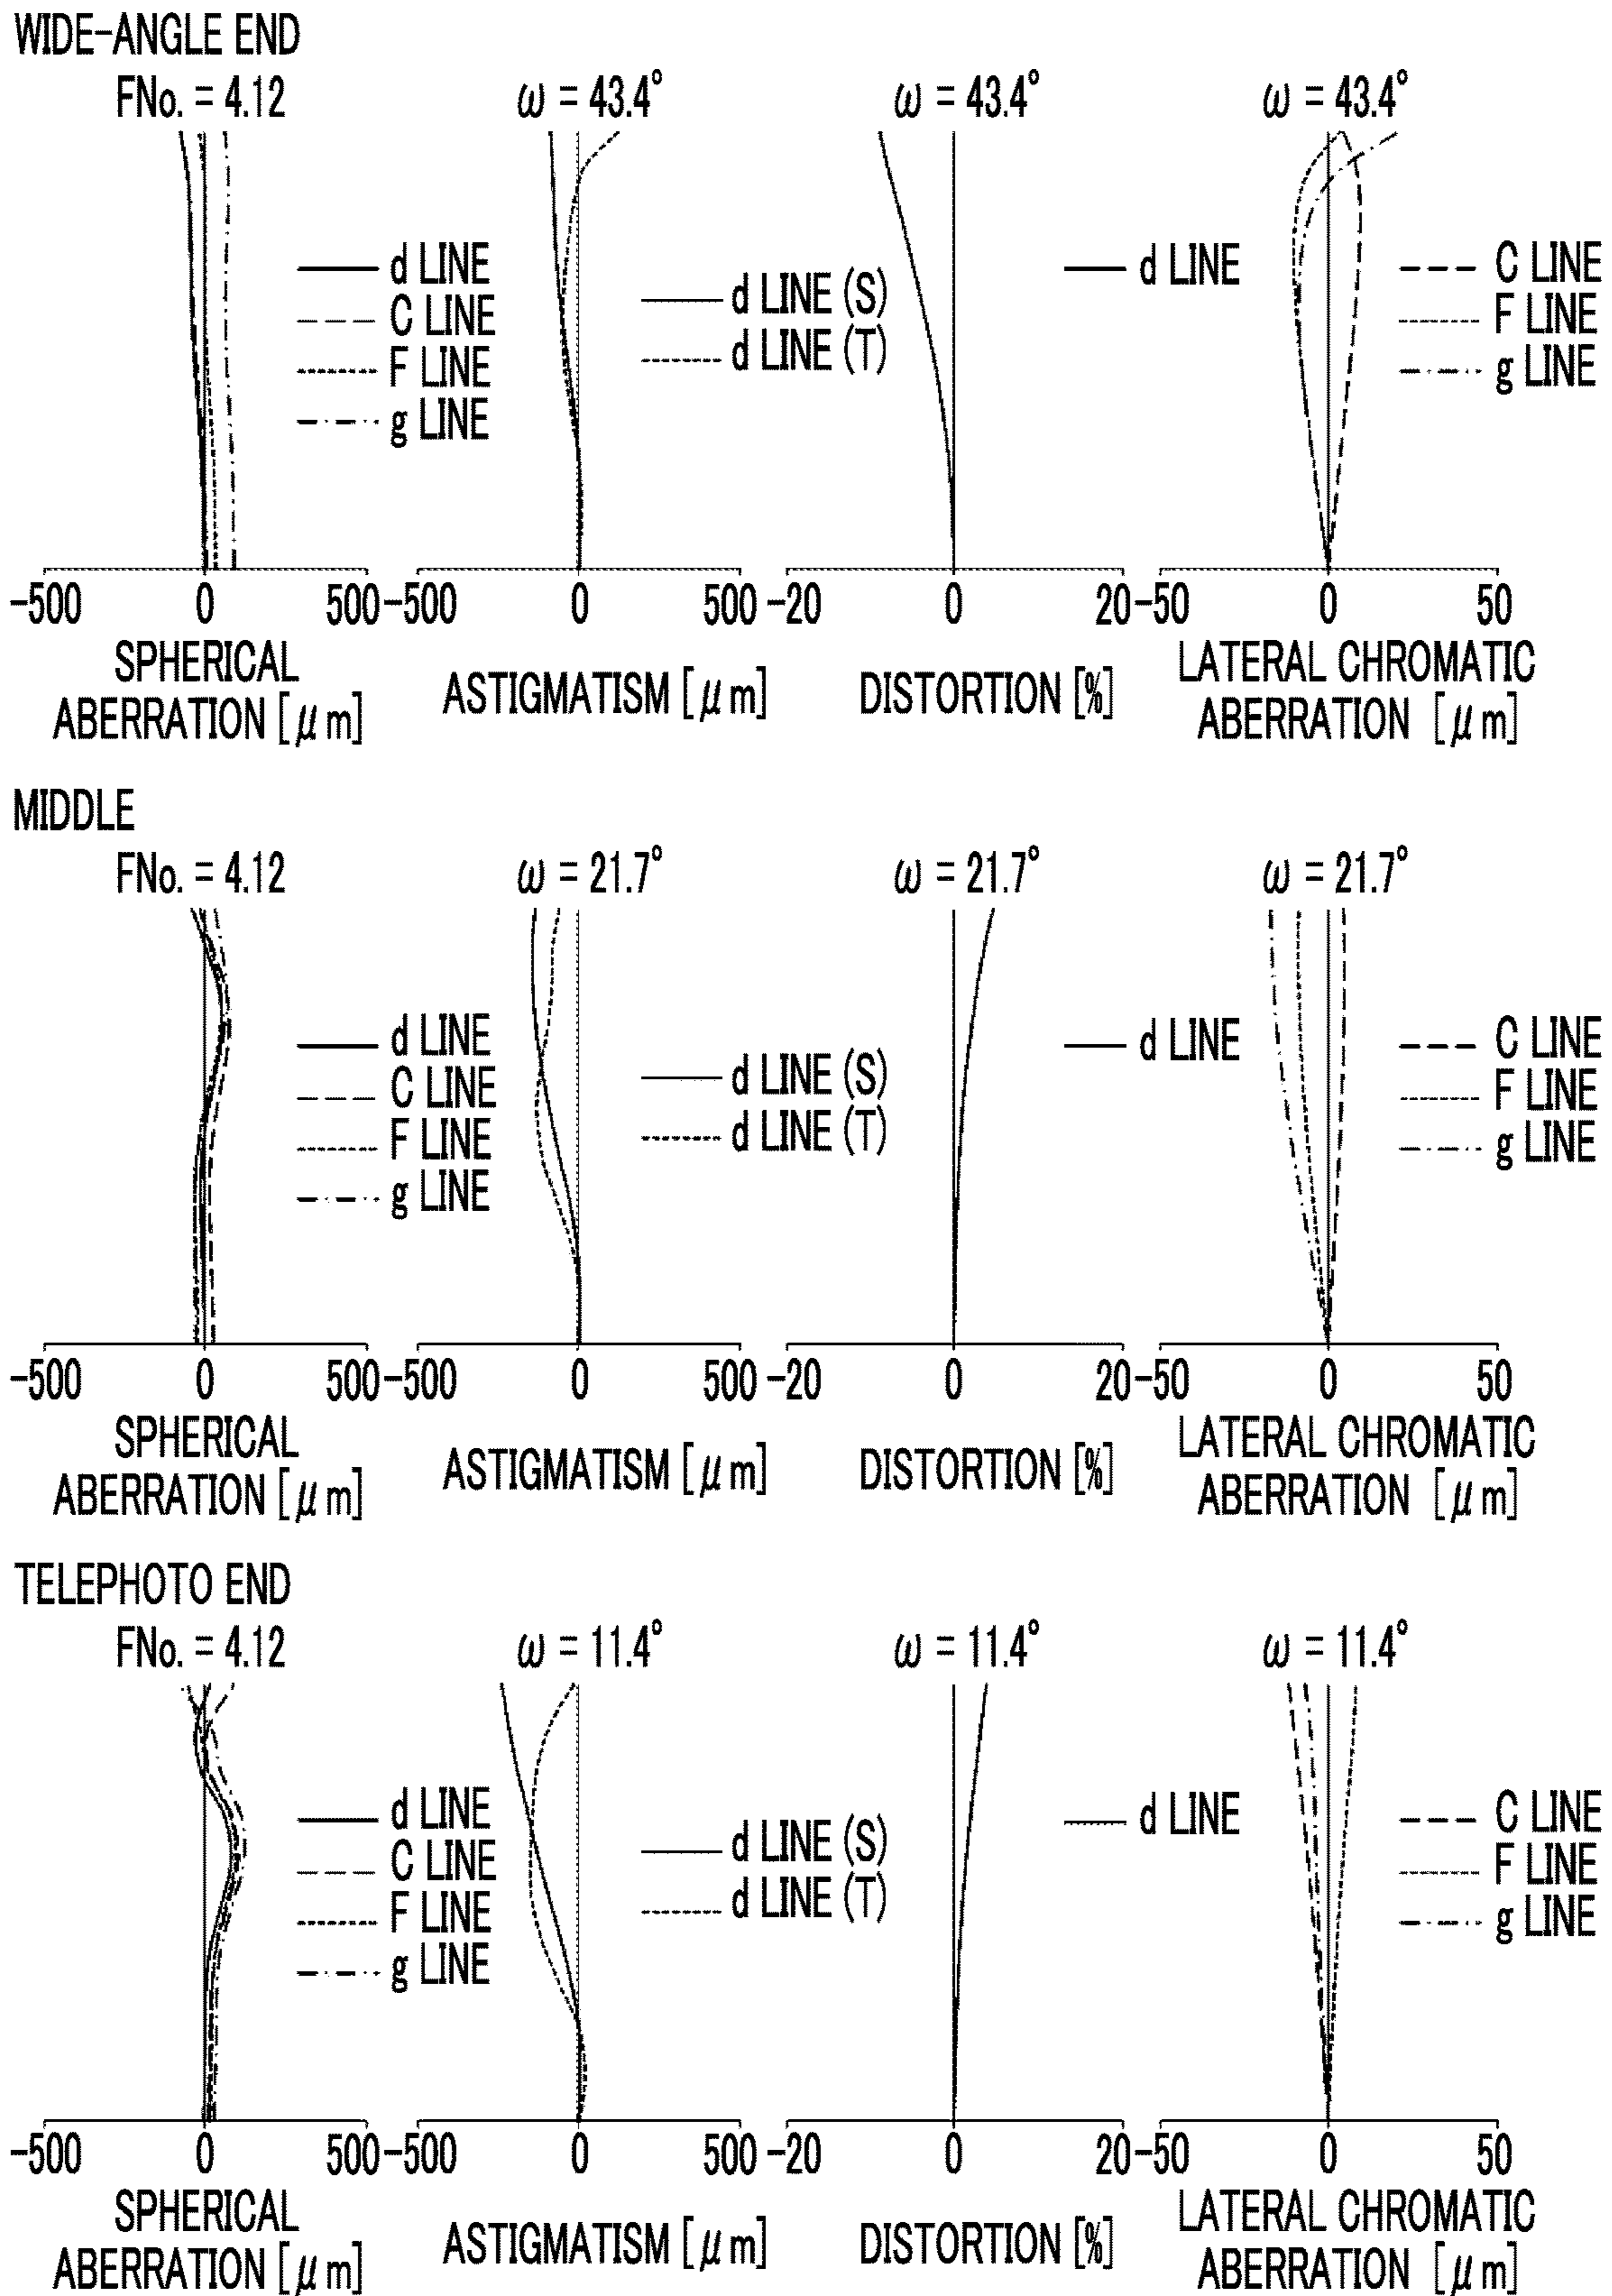 WIDE-ANGLE END
FNo. = 4.12
ω = 43.4°
ω = 43.4°
ω = 43.4°
d LINE
C LINE
F LINE
g LINE
d LINE (S)
d LINE (T)
d LINE
C LINE
F LINE
g LINE
-500 0 500
-500 0 500
-20 0 20
-50 0 50
SPHERICAL
ABERRATION [μm]
ASTIGMATISM [μm]
DISTORTION [%]
LATERAL CHROMATIC
ABERRATION [μm]
MIDDLE
FNo. = 4.12
ω = 21.7°
ω = 21.7°
ω = 21.7°
d LINE
C LINE
F LINE
g LINE
d LINE (S)
d LINE (T)
d LINE
C LINE
F LINE
g LINE
-500 0 500
-500 0 500
-20 0 20
-50 0 50
SPHERICAL
ABERRATION [μm]
ASTIGMATISM [μm]
DISTORTION [%]
LATERAL CHROMATIC
ABERRATION [μm]
TELEPHOTO END
FNo. = 4.12
ω = 11.4°
ω = 11.4°
ω = 11.4°
d LINE
C LINE
F LINE
g LINE
d LINE (S)
d LINE (T)
d LINE
C LINE
F LINE
g LINE
-500 0 500
-500 0 500
-20 0 20
-50 0 50
SPHERICAL
ABERRATION [μm]
ASTIGMATISM [μm]
DISTORTION [%]
LATERAL CHROMATIC
ABERRATION [μm]